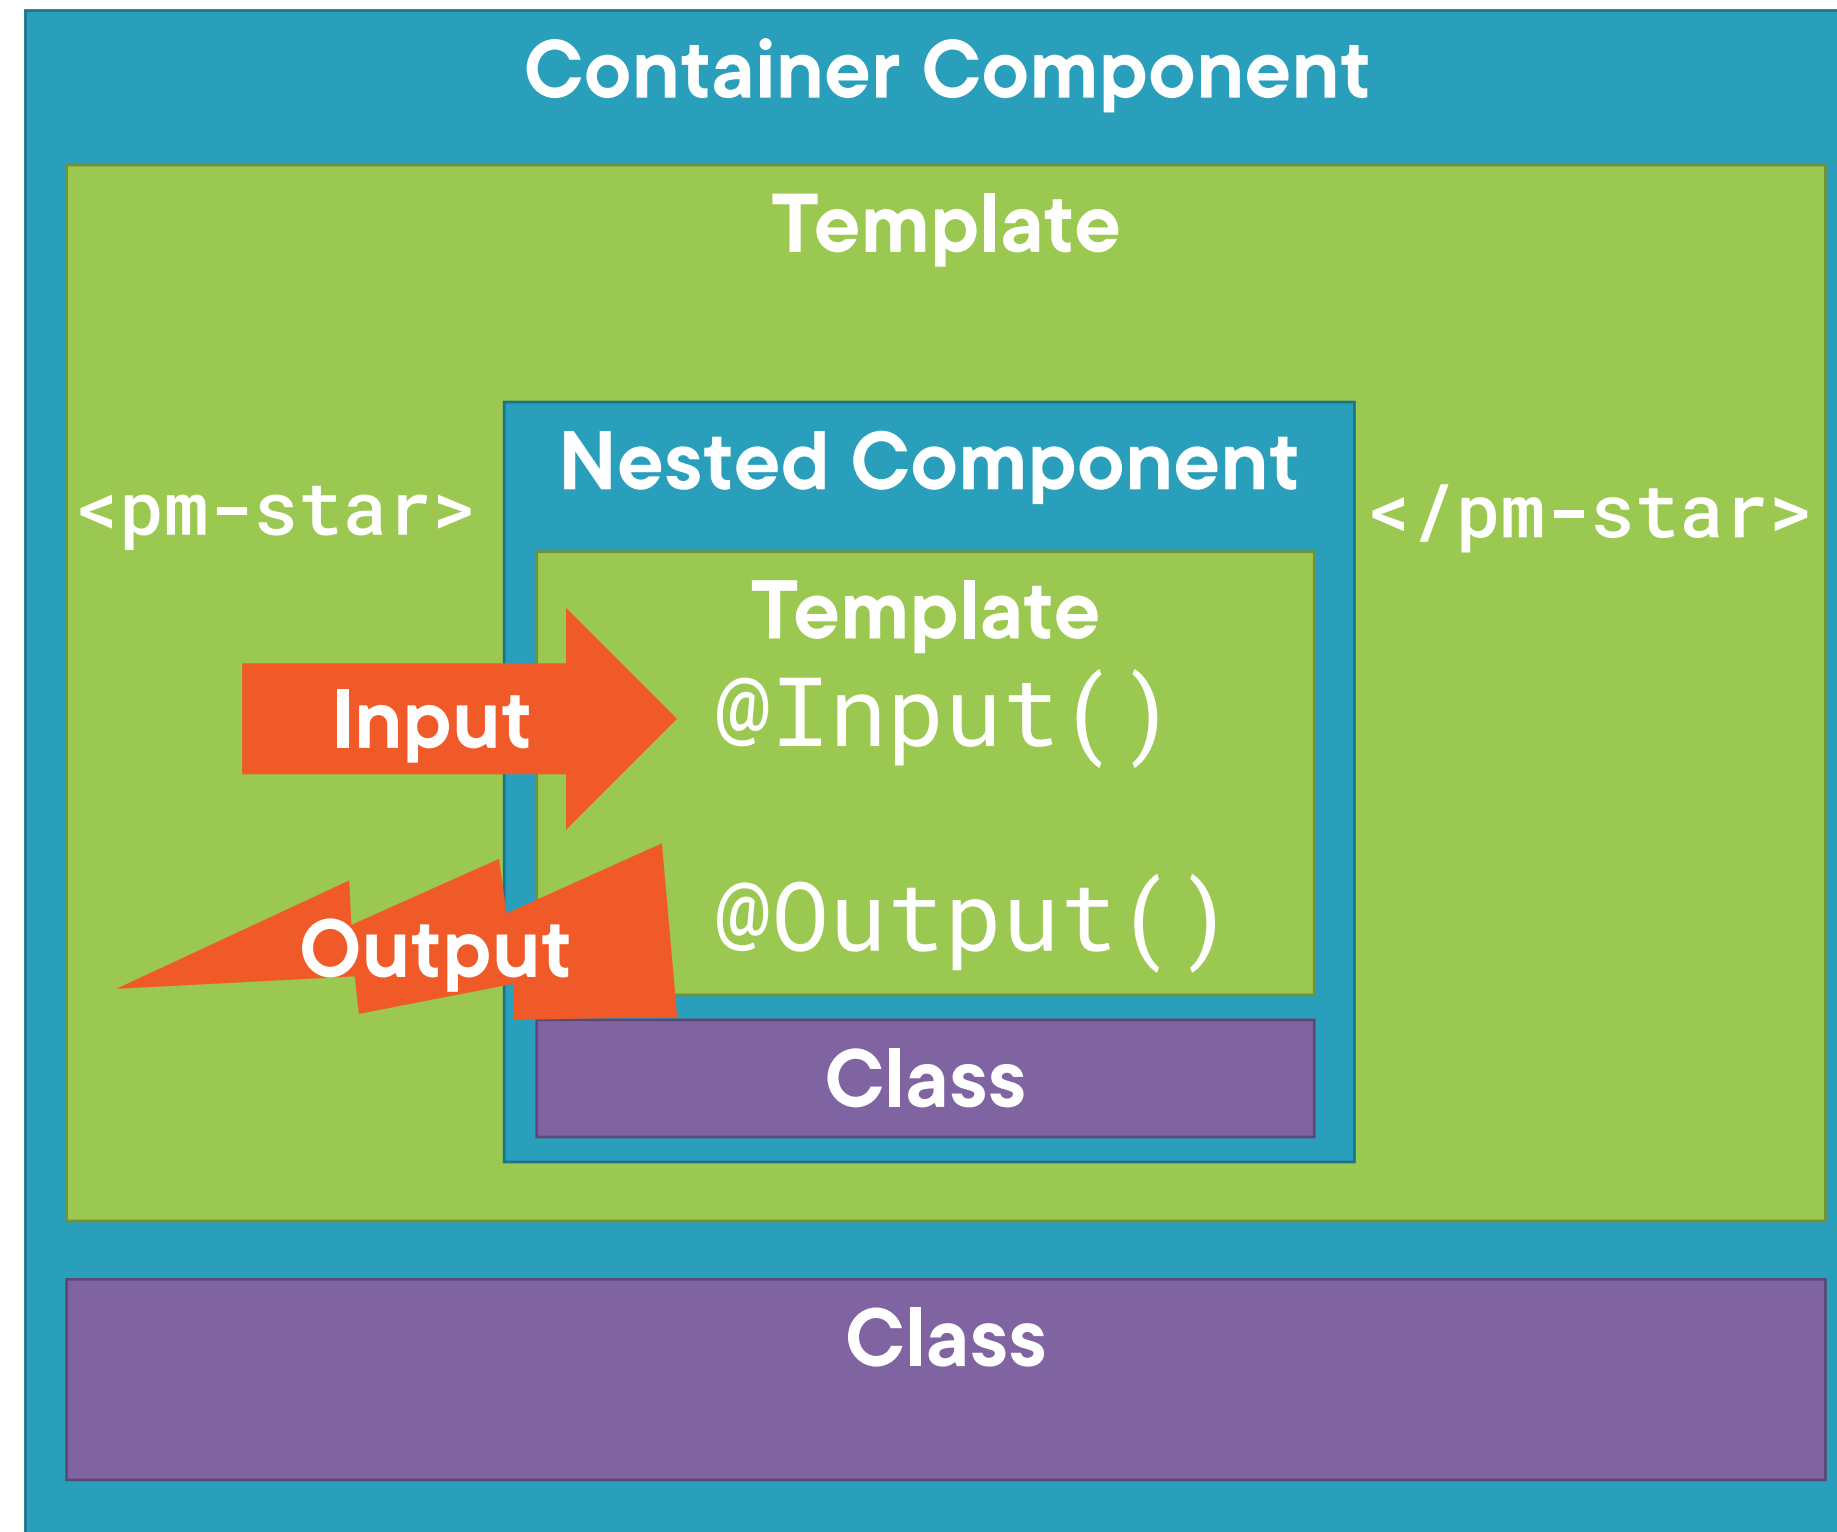 Container Component
Template
Nested Component
<pm-star>
</pm-star>
Template
Input
@Input()
Output
@Output()
Class
Class